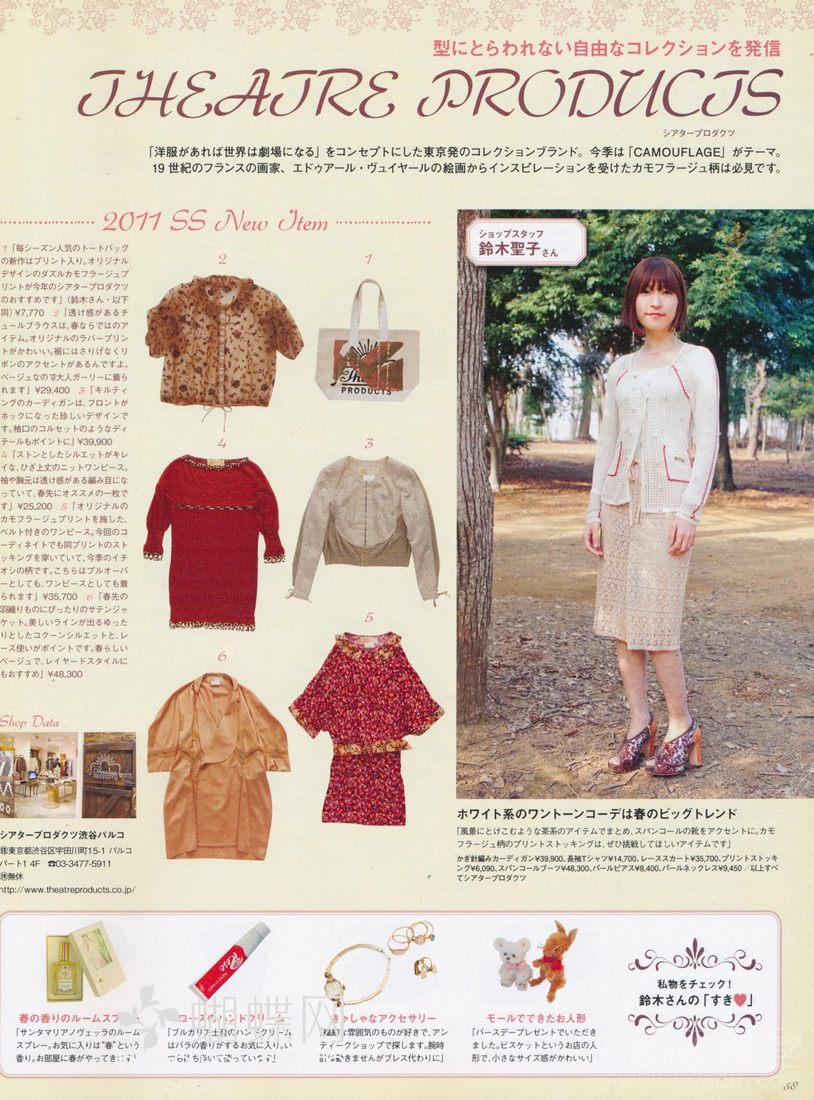 型にとらわれない自由なコレクションを発信
THEATRE PRODUCTS
シアタープロダクツ
「洋服があれば世界は劇場になる」をコンセプトにした東京発のコレクションブランド。今季は「CAMOUFLAGE」がテーマ。
19世紀のフランスの画家、エドゥアール・ヴュイヤールの絵画からインスピレーションを受けたカモフラージュ柄は必見です。
2011 SS New Item
1「毎シーズン人気のトートバッグ
の新作はプリント入り。オリジナル
デザインのダズルカモフラージュプ
リントが今年のシアタープロダクツ
のおすすめです」(鈴木さん・以下
同) ¥7,770 2「透け感があるチ
ュールブラウスは、春ならではのア
イテム。オリジナルのラバープリン
トがかわいい。裾にはさりげなくリ
ボンのアクセントがあるんですよ。
ベージュなので大人ガーリーに着ら
れます」¥29,400 3「キルティ
ングのカーディガンは、フロントが
ホックになった珍しいデザインで
す。袖口のコルセットのようなディ
テールもポイントに」¥39,900
4「ストンとしたシルエットがキレ
イな、ひざ上丈のニットワンピース。
袖や胸元は透け感がある編み目にな
っていて、春先にオススメの一枚で
す」¥25,200 5「オリジナルの
カモフラージュプリントを施した、
ベルト付きのワンピース。今回のコ
ーディネイトでも同プリントのスト
ッキングを穿いていて、今季のイチ
オシの柄です。こちらはプルオーバ
ーとしても、ワンピースとしても着
られます」¥35,700 6「春先の
羽織りものにぴったりのサテンジャ
ケット。美しいラインが出るゆった
りとしたコクーンシルエットと、レ
ース使いがポイントです。春らしい
ベージュで、レイヤードスタイルに
もおすすめ」¥48,300
2
1
4
3
6
5
The
PRODUCTS
ショップスタッフ
鈴木聖子さん
Shop Data
シアタープロダクツ渋谷パルコ
㊟東京都渋谷区宇田川町15-1 パルコ
パート1 4F ☎03-3477-5911
㊡無休
http://www.theatreproducts.co.jp/
ホワイト系のワントーンコーデは春のビッグトレンド
「風景にとけこむような茶系のアイテムでまとめ、スパンコールの靴をアクセントに。カモ
フラージュ柄のプリントストッキングは、ぜひ挑戦してほしいアイテムです」
かぎ針編みカーディガン¥39,900、長袖Tシャツ¥14,700、レーススカート¥35,700、プリントストッキ
ング¥6,090、スパンコールブーツ¥48,300、パールピアス¥8,400、パールネックレス¥9,450／以上すべ
てシアタープロダクツ
春の香りのルームスプ
「サンタマリアノヴェッラのルーム
スプレー。お気に入りは“春”という
香り。お部屋に春がやってきます」
ローズのハンドクリーム
「ブルガリア土産のハンドクリーム
はバラの香りがするお気に入り。い
きゃしゃなアクセサリー
な雰囲気のものが好きで、アン
ティークショップで探します。腕時
きませんがブレス代わりに」
モールでできたお人形
「バースデープレゼントでいただき
ました。ビスケットというお店の人
形で、小さなサイズ感がかわいい」
私物をチェック!
鈴木さんの「すき♥」
蝴蝶网
58